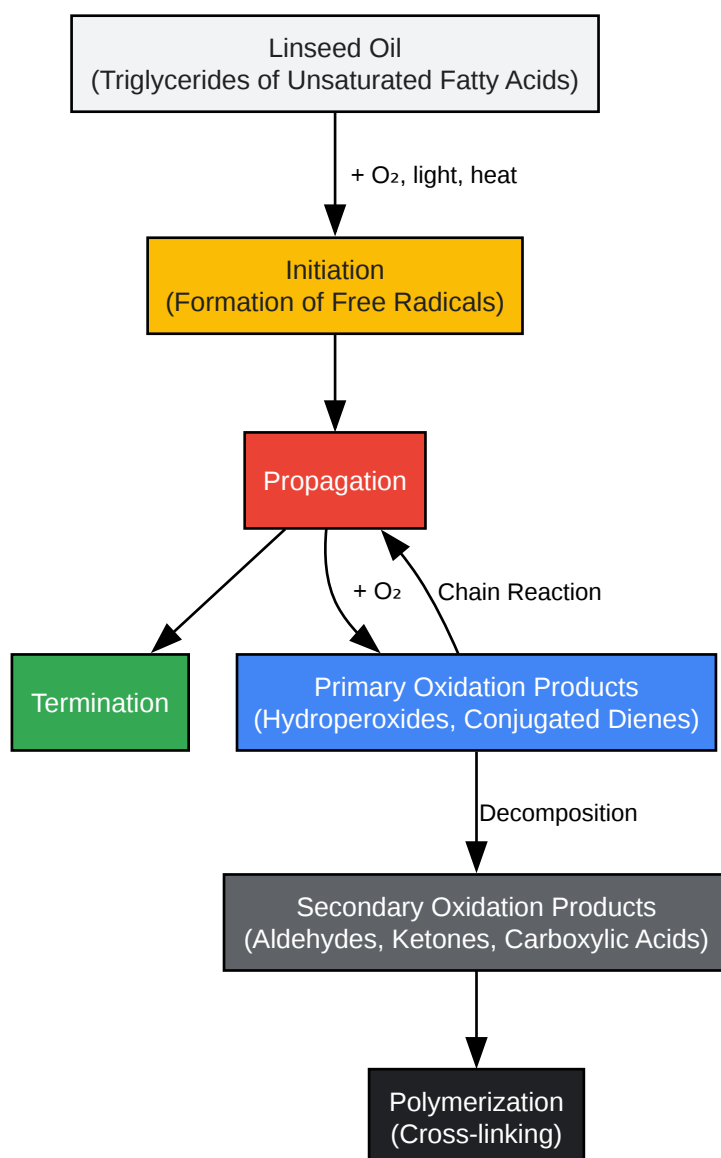 Linseed Oil
(Triglycerides of Unsaturated Fatty Acids)
+ O₂, light, heat
Initiation
(Formation of Free Radicals)
Propagation
+ O₂
Chain Reaction
Termination
Primary Oxidation Products
(Hydroperoxides, Conjugated Dienes)
Decomposition
Secondary Oxidation Products
(Aldehydes, Ketones, Carboxylic Acids)
Polymerization
(Cross-linking)